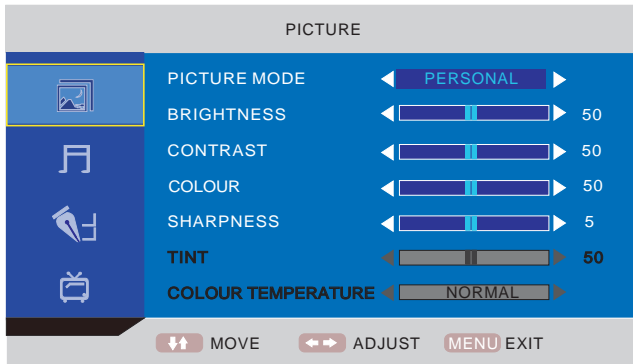 PICTURE
PICTURE MODE PERSONAL
BRIGHTNESS 50
CONTRAST 50
COLOUR 50
SHARPNESS 5
TINT 50
COLOUR TEMPERATURE NORMAL
MOVE ADJUST MENU EXIT